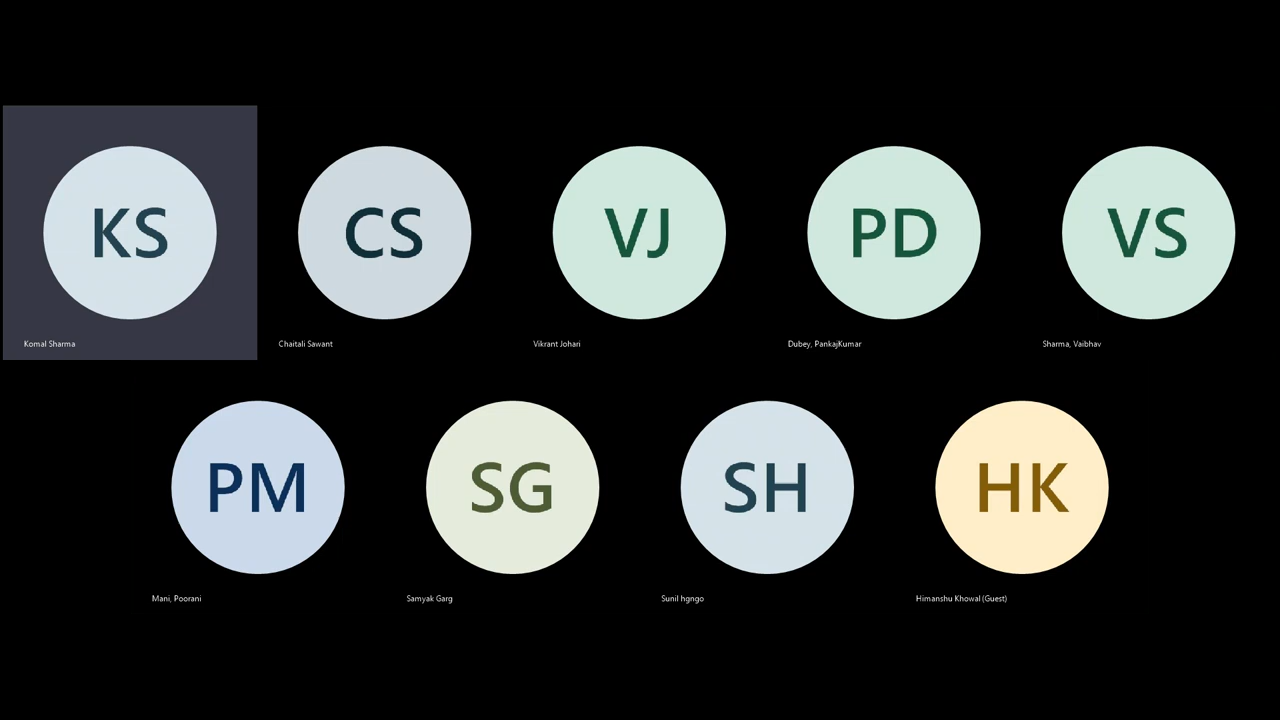 KS
CS
VJ
PD
VS
Komal Sharma
Chaitali Sawant
Vikrant Johari
Dubey, PankajKumar
Sharma, Vaibhav
PM
SG
SH
HK
Mani, Poorani
Samyak Garg
Sunil hgngo
Himanshu Khowal (Guest)